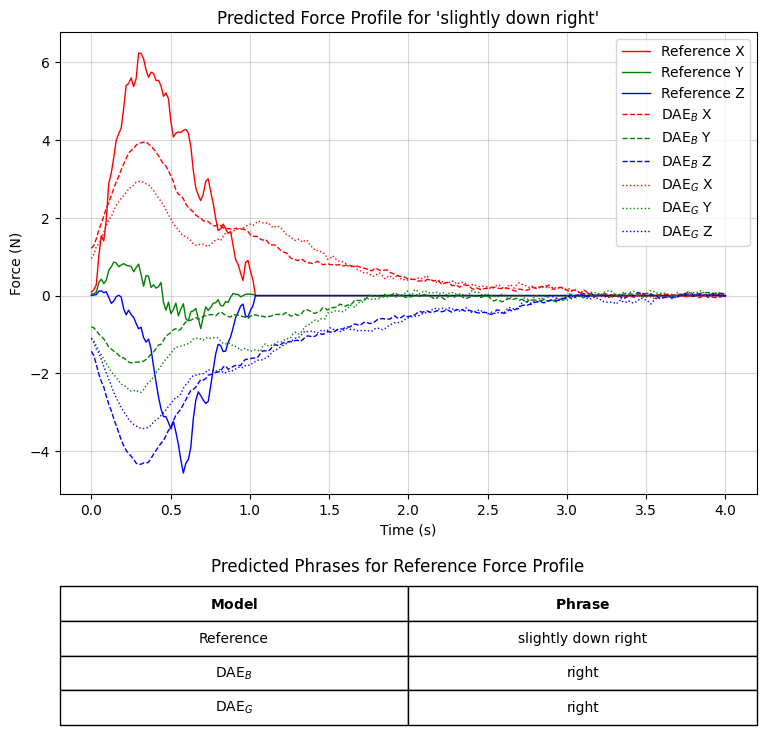 Predicted Force Profile for 'slightly down right'
Force (N)
6
4
2
0
−2
−4
Reference X
Reference Y
Reference Z
DAE_B X
DAE_B Y
DAE_B Z
DAE_G X
DAE_G Y
DAE_G Z
0.0 0.5 1.0 1.5 2.0 2.5 3.0 3.5 4.0
Time (s)
Predicted Phrases for Reference Force Profile
Model Phrase
Reference slightly down right
DAE_B right
DAE_G right